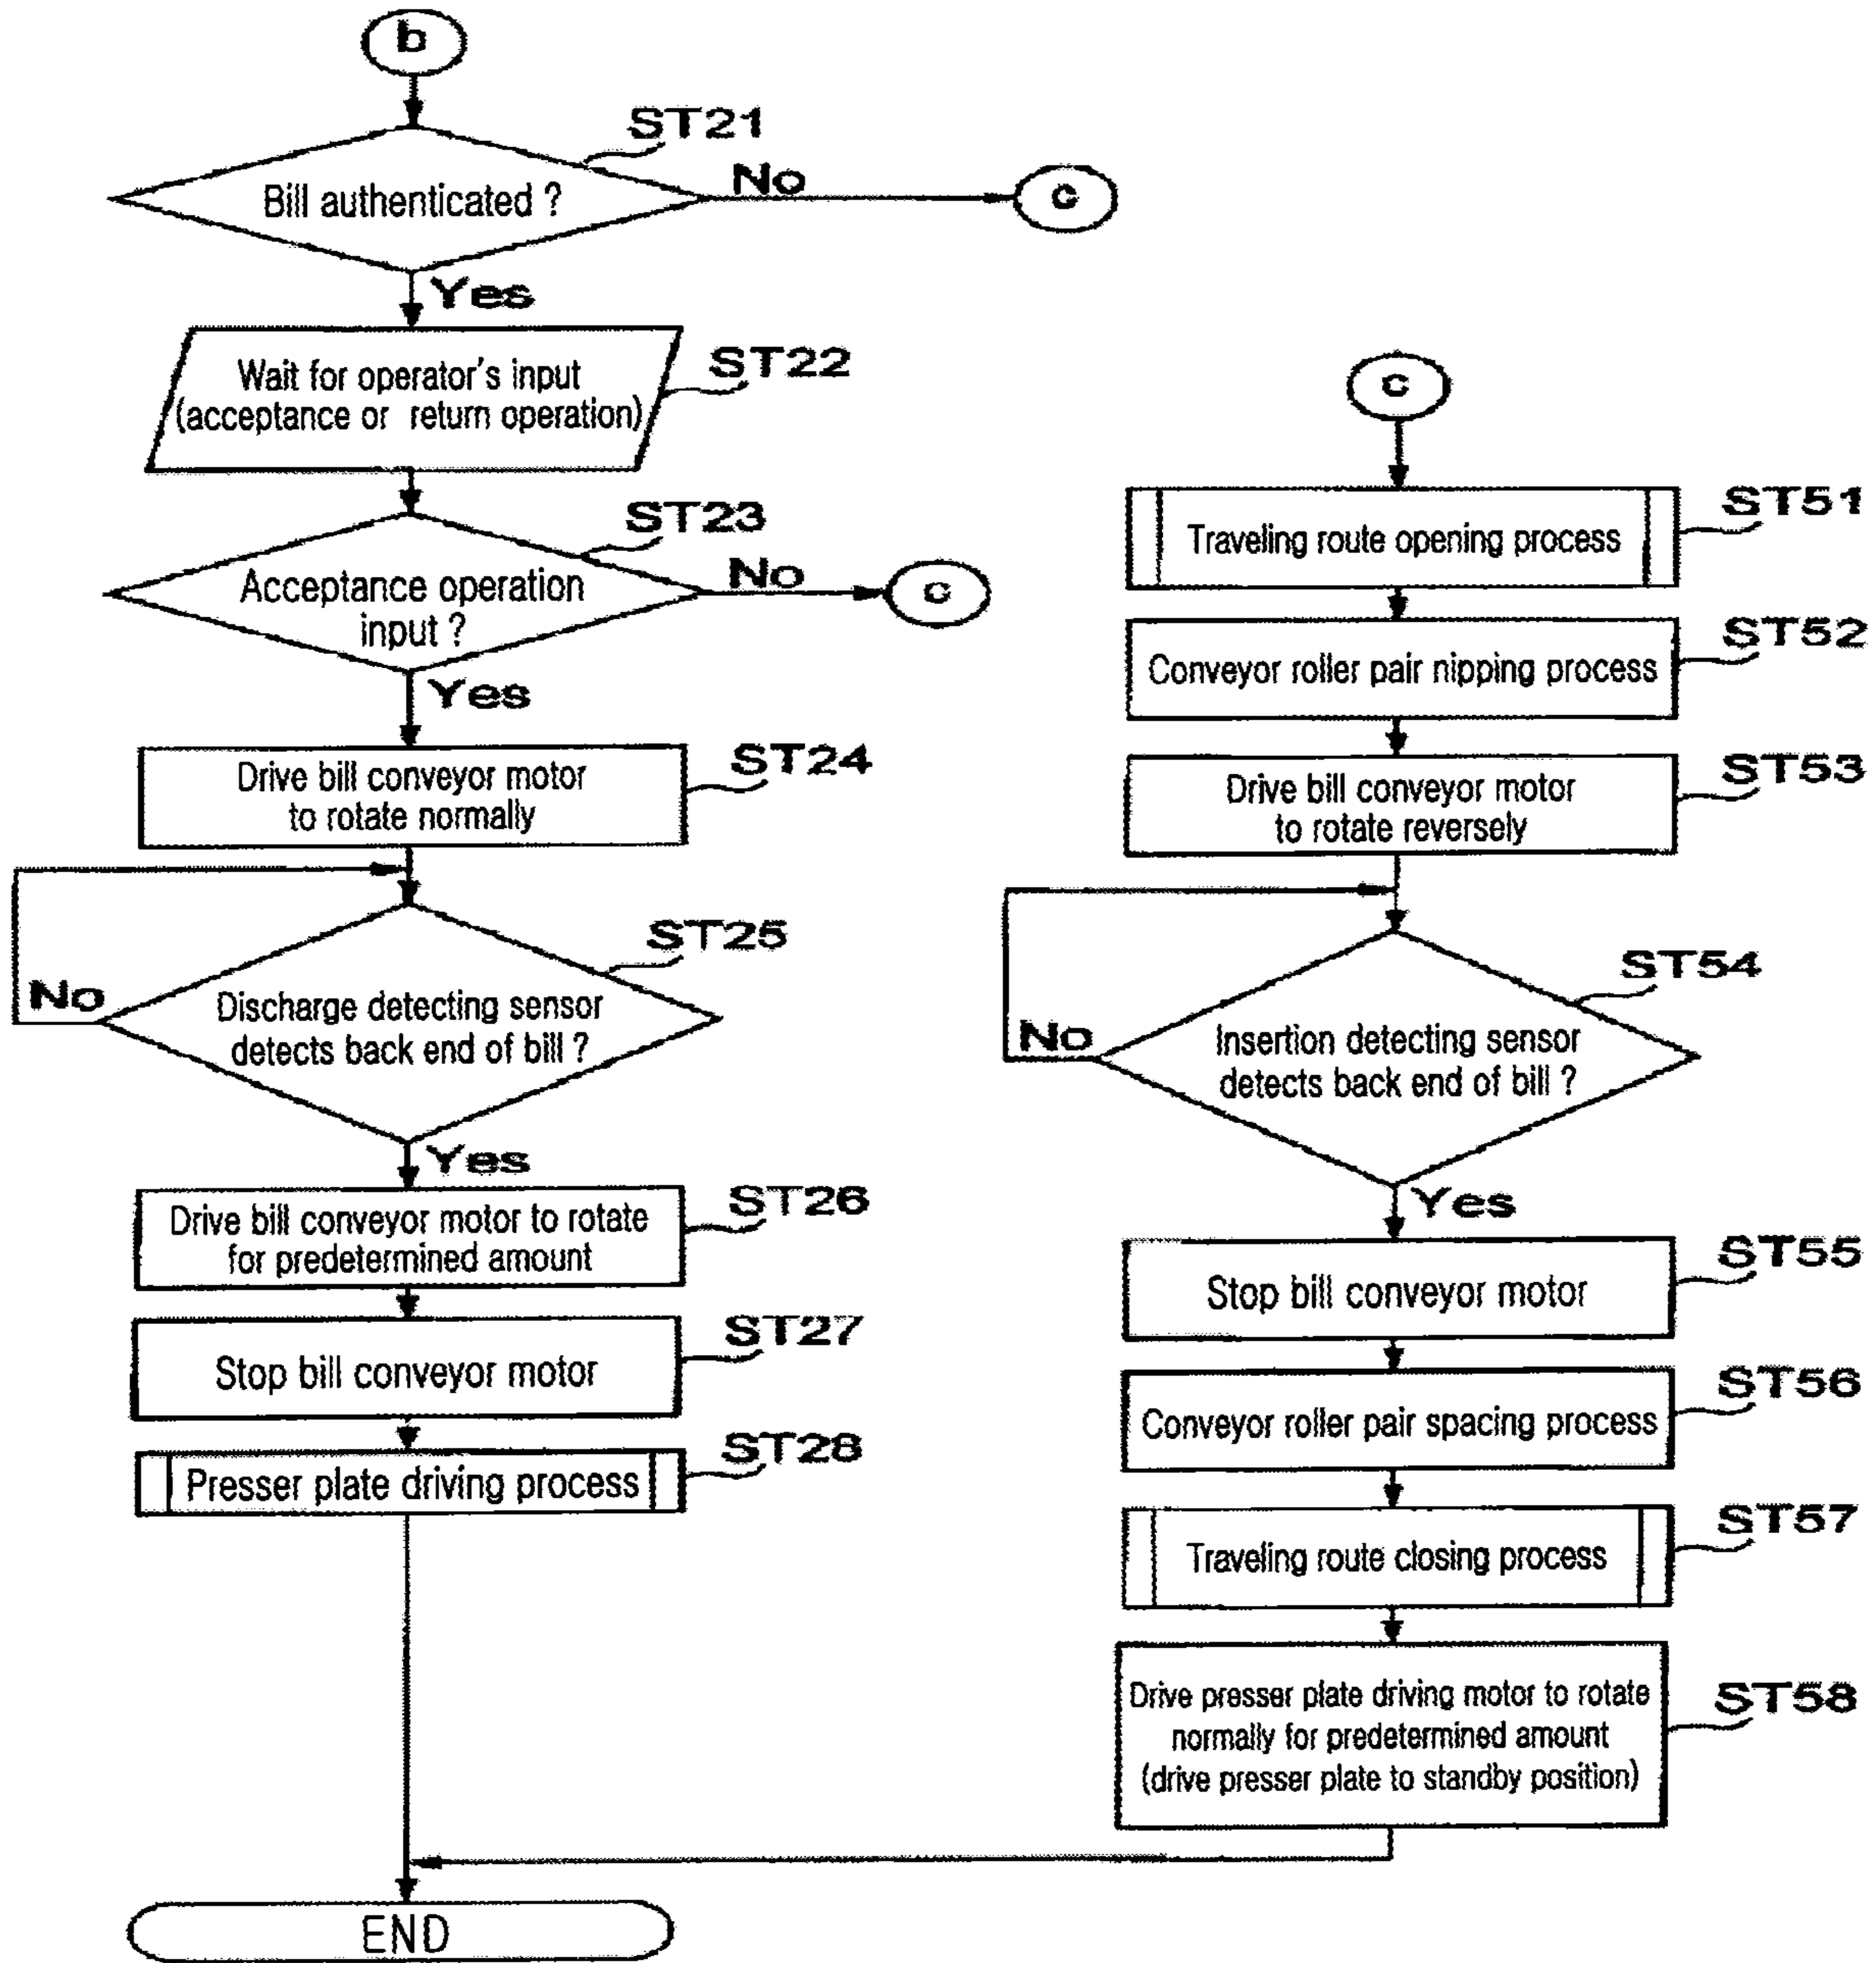 b
ST21
Bill authenticated ?
No
c
Yes
Wait for operator's input
(acceptance or return operation)
ST22
ST23
Acceptance operation
input ?
No
c
Yes
Drive bill conveyor motor
to rotate normally
ST24
ST25
Discharge detecting sensor
detects back end of bill ?
No
Yes
Drive bill conveyor motor to rotate
for predetermined amount
ST26
Stop bill conveyor motor
ST27
Presser plate driving process
ST28
END
c
Traveling route opening process
ST51
Conveyor roller pair nipping process
ST52
Drive bill conveyor motor
to rotate reversely
ST53
ST54
Insertion detecting sensor
detects back end of bill ?
No
Yes
Stop bill conveyor motor
ST55
Conveyor roller pair spacing process
ST56
Traveling route closing process
ST57
Drive presser plate driving motor to rotate
normally for predetermined amount
(drive presser plate to standby position)
ST58